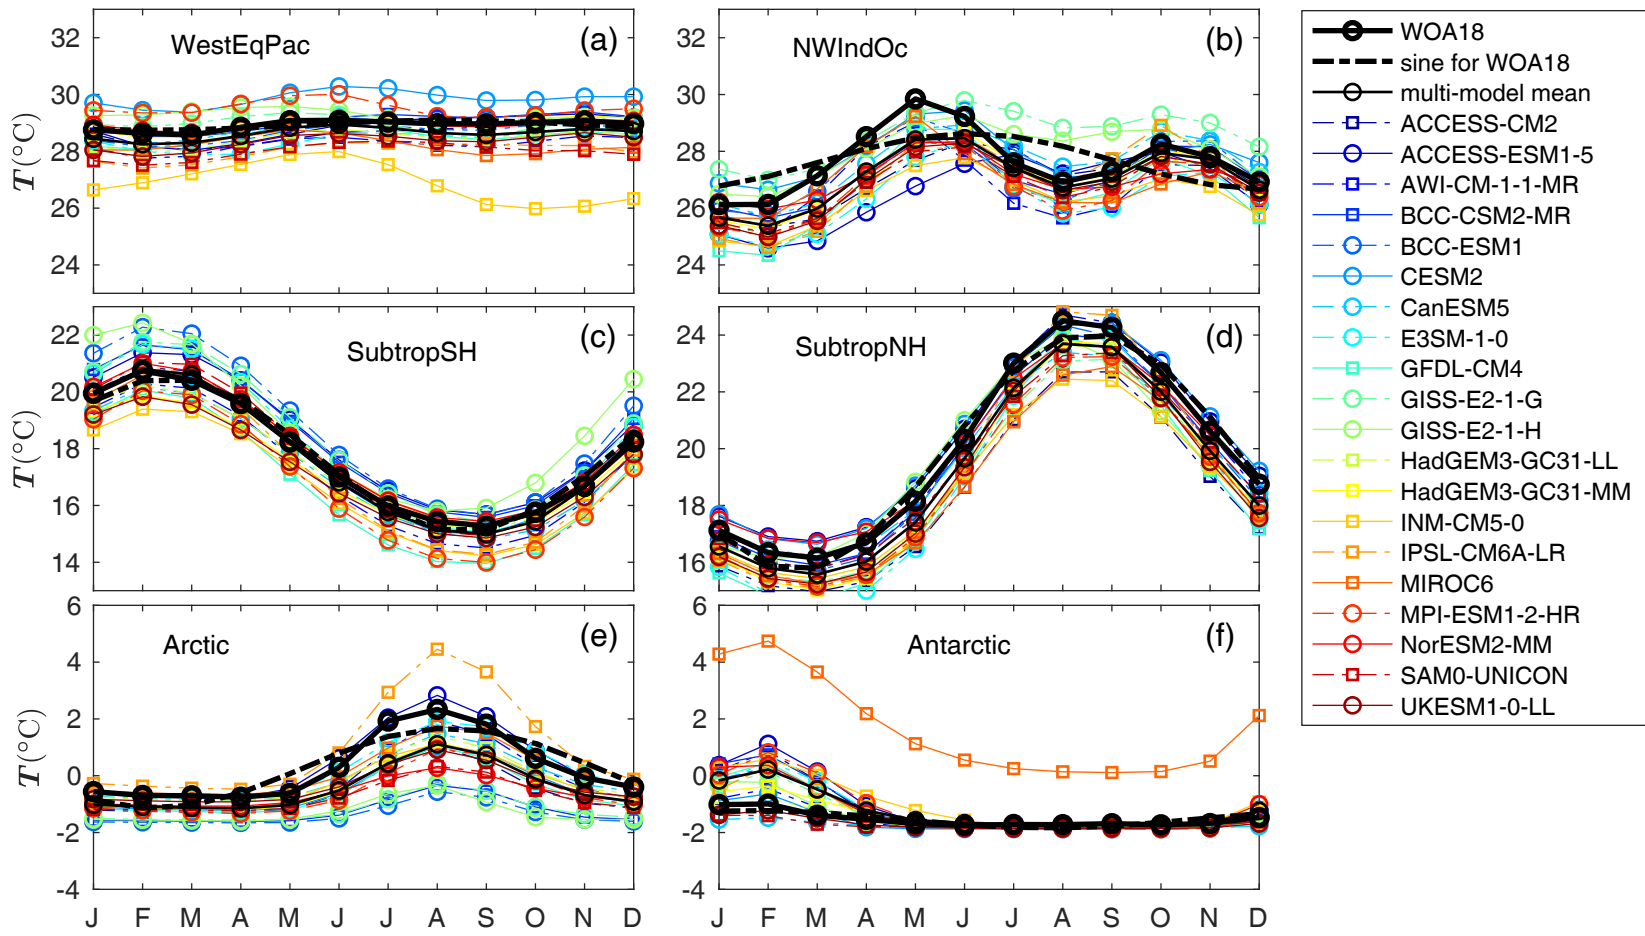 WestEqPac
(a)
32
30
28
26
24
T(°C)
NWIndOc
(b)
32
30
28
26
24
SubtropSH
(c)
22
20
18
16
14
T(°C)
SubtropNH
(d)
24
22
20
18
16
Arctic
(e)
6
4
2
0
-2
-4
T(°C)
J F M A M J J A S O N D
Antarctic
(f)
6
4
2
0
-2
-4
J F M A M J J A S O N D
WOA18
sine for WOA18
multi-model mean
ACCESS-CM2
ACCESS-ESM1-5
AWI-CM-1-1-MR
BCC-CSM2-MR
BCC-ESM1
CESM2
CanESM5
E3SM-1-0
GFDL-CM4
GISS-E2-1-G
GISS-E2-1-H
HadGEM3-GC31-LL
HadGEM3-GC31-MM
INM-CM5-0
IPSL-CM6A-LR
MIROC6
MPI-ESM1-2-HR
NorESM2-MM
SAM0-UNICON
UKESM1-0-LL